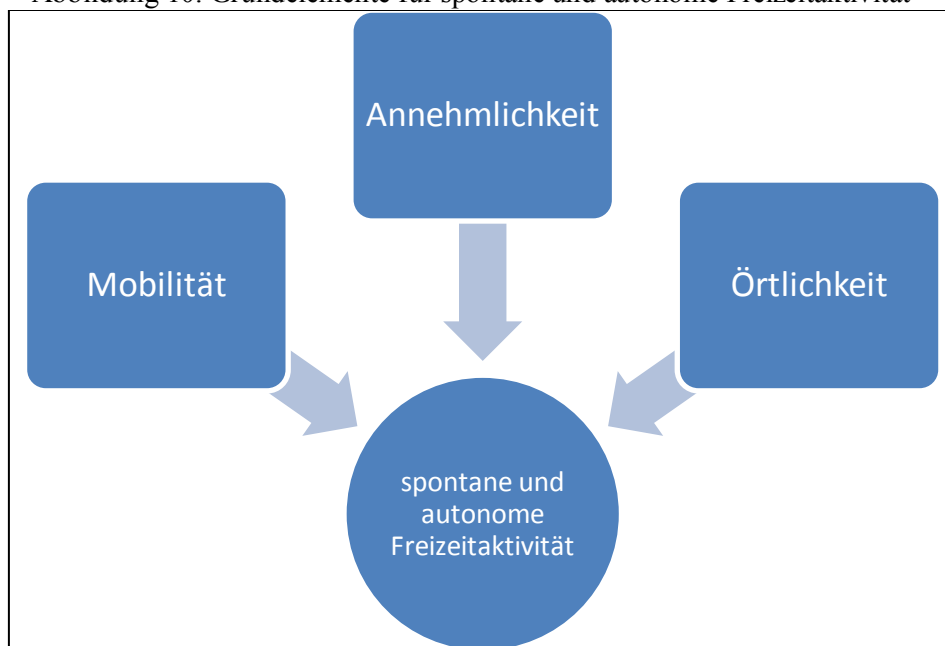 Abbildung 10: Grundelemente für spontane und autonome Freizeitaktivität
Annehmlichkeit
Mobilität
Örtlichkeit
spontane und
autonome
Freizeitaktivität